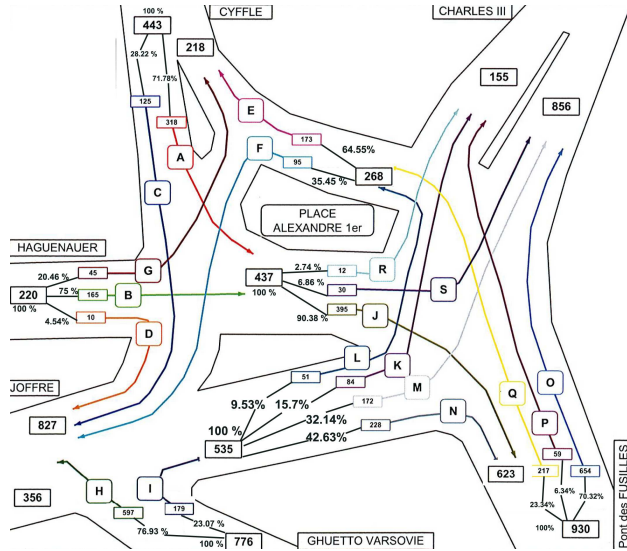 CYFFLE
CHARLES III
100 %
443
218
28.22 %
71.78%
155
125
856
318
E
173
64.55%
F
A
95
35.45 %
268
C
PLACE
ALEXANDRE 1er
HAGUENAUER
20.46 %
45
G
2.74 %
12
R
437
6.86 %
30
S
220
75 %
165
B
100 %
100 %
395
J
90.38 %
4.54%
10
D
L
K
M
51
84
172
O
JOFFRE
9.53%
15.7%
32.14%
N
Q
P
827
100 %
228
42.63%
535
59
623
217
654
6.34%
70.32%
23.34%
H
I
356
597
179
23.07 %
76.93%
100 %
776
100%
930
GHUETTO VARSOVIE
Pont des FUSILLES